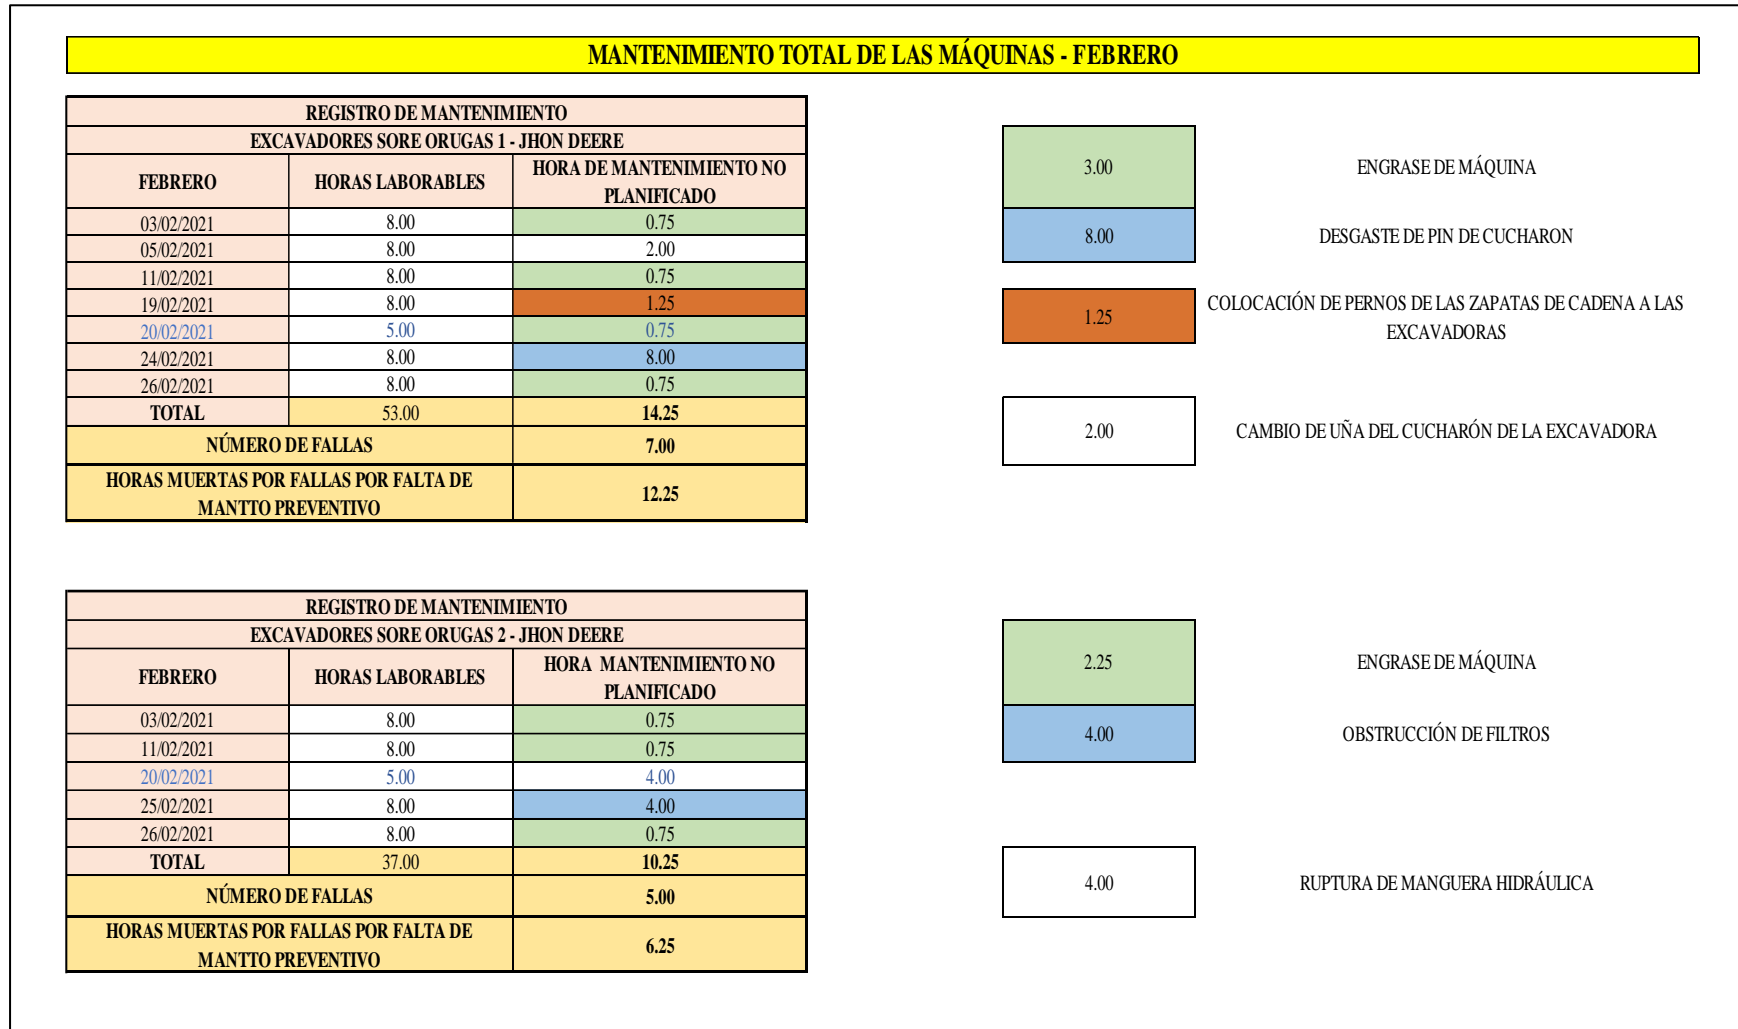 MANTENIMIENTO TOTAL DE LAS MÁQUINAS - FEBRERO
REGISTRO DE MANTENIMIENTO
EXCAVADORES SORE ORUGAS 1 - JHON DEERE
FEBRERO HORAS LABORABLES HORA DE MANTENIMIENTO NO
PLANIFICADO
03/02/2021 8.00 0.75
05/02/2021 8.00 2.00
11/02/2021 8.00 0.75
19/02/2021 8.00 1.25
20/02/2021 5.00 0.75
24/02/2021 8.00 8.00
26/02/2021 8.00 0.75
TOTAL 53.00 14.25
NÚMERO DE FALLAS 7.00
HORAS MUERTAS POR FALLAS POR FALTA DE
MANTTO PREVENTIVO 12.25
3.00 ENGRASE DE MÁQUINA
8.00 DESGASTE DE PIN DE CUCHARON
1.25 COLOCACIÓN DE PERNOS DE LAS ZAPATAS DE CADENA A LAS
EXCAVADORAS
2.00 CAMBIO DE UÑA DEL CUCHARÓN DE LA EXCAVADORA
REGISTRO DE MANTENIMIENTO
EXCAVADORES SORE ORUGAS 2 - JHON DEERE
FEBRERO HORAS LABORABLES HORA MANTENIMIENTO NO
PLANIFICADO
03/02/2021 8.00 0.75
11/02/2021 8.00 0.75
20/02/2021 5.00 4.00
25/02/2021 8.00 4.00
26/02/2021 8.00 0.75
TOTAL 37.00 10.25
NÚMERO DE FALLAS 5.00
HORAS MUERTAS POR FALLAS POR FALTA DE
MANTTO PREVENTIVO 6.25
2.25 ENGRASE DE MÁQUINA
4.00 OBSTRUCCIÓN DE FILTROS
4.00 RUPTURA DE MANGUERA HIDRÁULICA